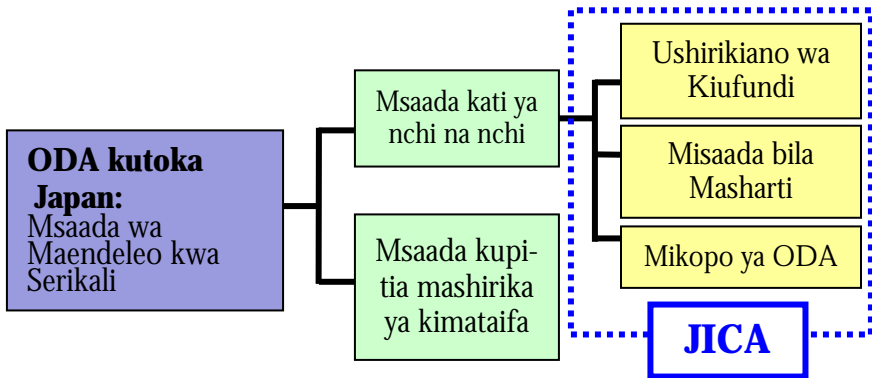 ODA kutoka
Japan:
Msaada wa
Maendeleo kwa
Serikali
Msaada kati ya
nchi na nchi
Msaada kupi-
tia mashirika
ya kimataifa
Ushirikiano wa
Kiufundi
Misaada bila
Masharti
Mikopo ya ODA
JICA